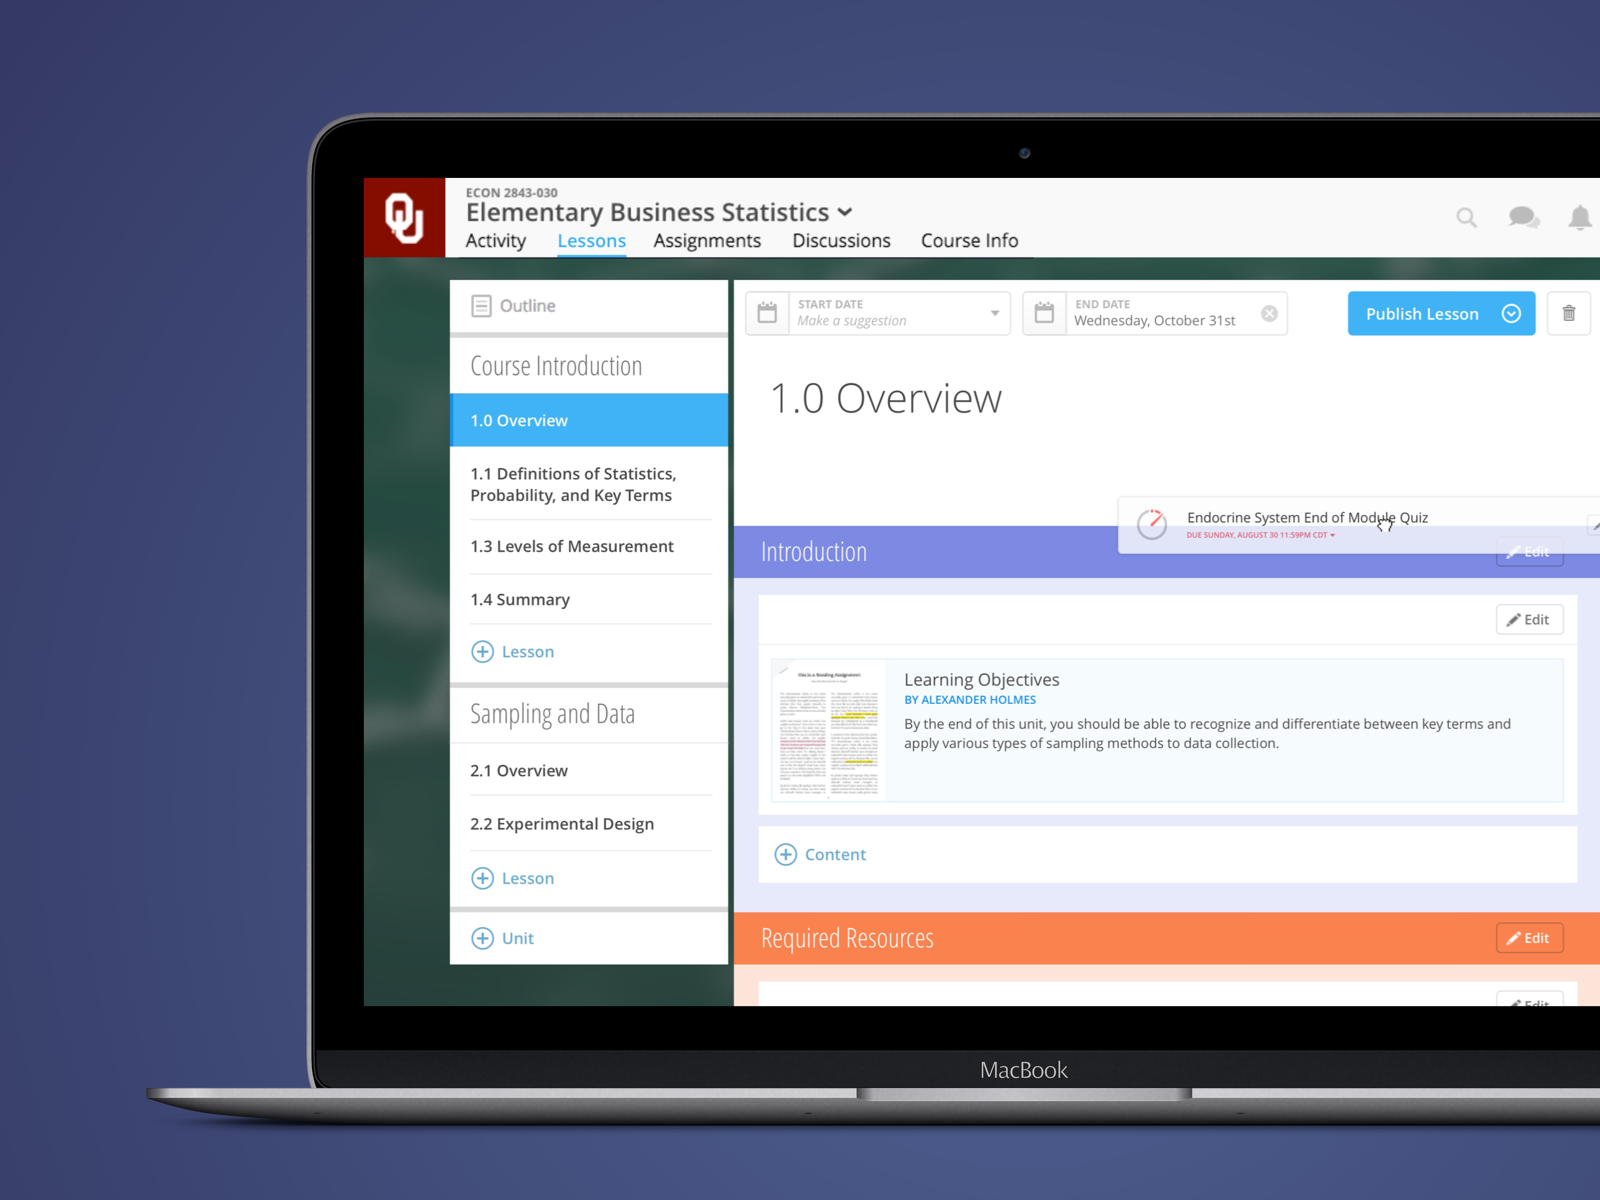 OU
ECON 2843-030
Elementary Business Statistics
Activity Lessons Assignments Discussions Course Info
Outline
Course Introduction
1.0 Overview
1.1 Definitions of Statistics,
Probability, and Key Terms
1.3 Levels of Measurement
1.4 Summary
Lesson
Sampling and Data
2.1 Overview
2.2 Experimental Design
Lesson
Unit
START DATE
Make a suggestion
END DATE
Wednesday, October 31st
Publish Lesson
1.0 Overview
Endocrine System End of Module Quiz
DUE SUNDAY, AUGUST 30 11:59PM CDT
Introduction
Edit
Edit
This is a Reading Assignment
Learning Objectives
BY ALEXANDER HOLMES
By the end of this unit, you should be able to recognize and differentiate between key terms and
apply various types of sampling methods to data collection.
Content
Required Resources
Edit
Edit
MacBook